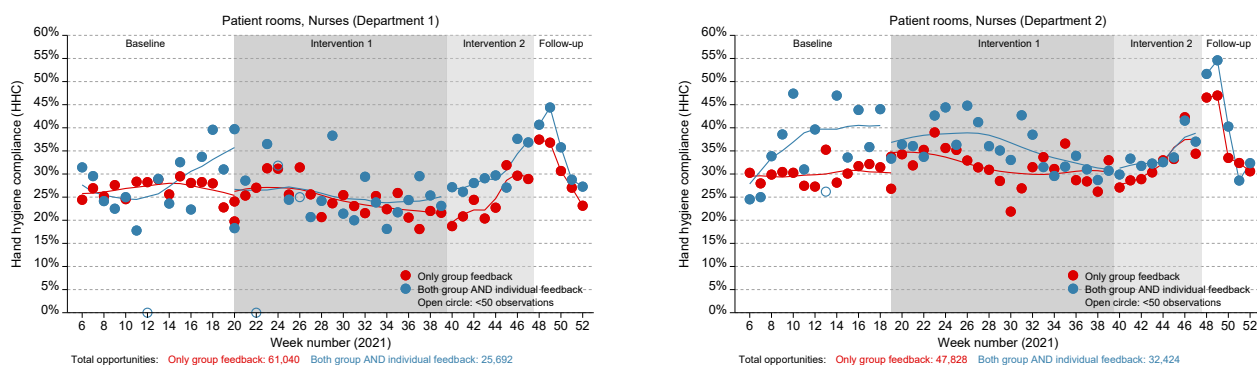 Patient rooms, Nurses (Department 1)
Hand hygiene compliance (HHC)
60%
55%
50%
45%
40%
35%
30%
25%
20%
15%
10%
5%
0%
Baseline
Intervention 1
Intervention 2
Follow-up
Only group feedback
Both group AND individual feedback
Open circle: <50 observations
6 8 10 12 14 16 18 20 22 24 26 28 30 32 34 36 38 40 42 44 46 48 50 52
Week number (2021)
Total opportunities: Only group feedback: 61,040 Both group AND individual feedback: 25,692
Patient rooms, Nurses (Department 2)
Hand hygiene compliance (HHC)
60%
55%
50%
45%
40%
35%
30%
25%
20%
15%
10%
5%
0%
Baseline
Intervention 1
Intervention 2
Follow-up
Only group feedback
Both group AND individual feedback
Open circle: <50 observations
6 8 10 12 14 16 18 20 22 24 26 28 30 32 34 36 38 40 42 44 46 48 50 52
Week number (2021)
Total opportunities: Only group feedback: 47,828 Both group AND individual feedback: 32,424